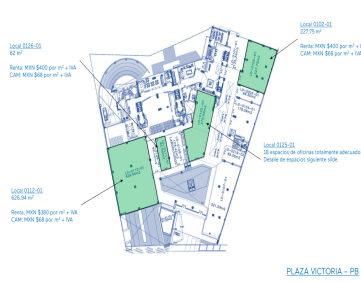 Local 0102-01
227.75 m²
Renta: MXN $400 por m² +
CAM: MXN $68 por m² + IVA
Local 0126-01
62 m²
Renta: MXN $400 por m² + IVA
CAM: MXN $68 por m² + IVA
Local 0125-01
18 espacios de oficinas totalmente adecuado
Detalle de espacios siguiente slide
Local 0112-01
626.94 m²
Renta: MXN $380 por m² + IVA
CAM: MXN $68 por m² + IVA
PLAZA VICTORIA – PB